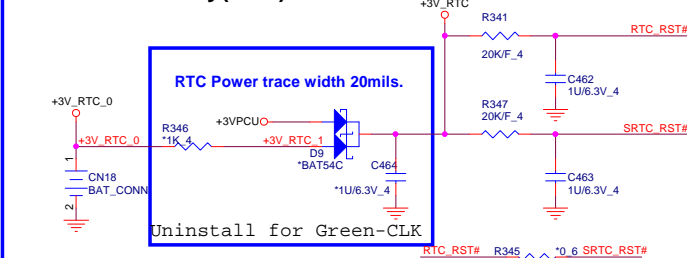 +3V_RTC
R341
RTC_RST#
20K/F_4
RTC Power trace width 20mils.
C462
1U/6.3V_4
+3V_RTC_0
R347
20K/F_4
+3VPCU
SRTC_RST#
R346
+3V_RTC_0
*1K_4
+3V_RTC_1
D9
*BAT54C
C464
1
CN18
BAT_CONN
C463
1U/6.3V_4
*1U/6.3V_4
2
Uninstall for Green-CLK
RTC_RST#
R345
*0_6
SRTC_RST#